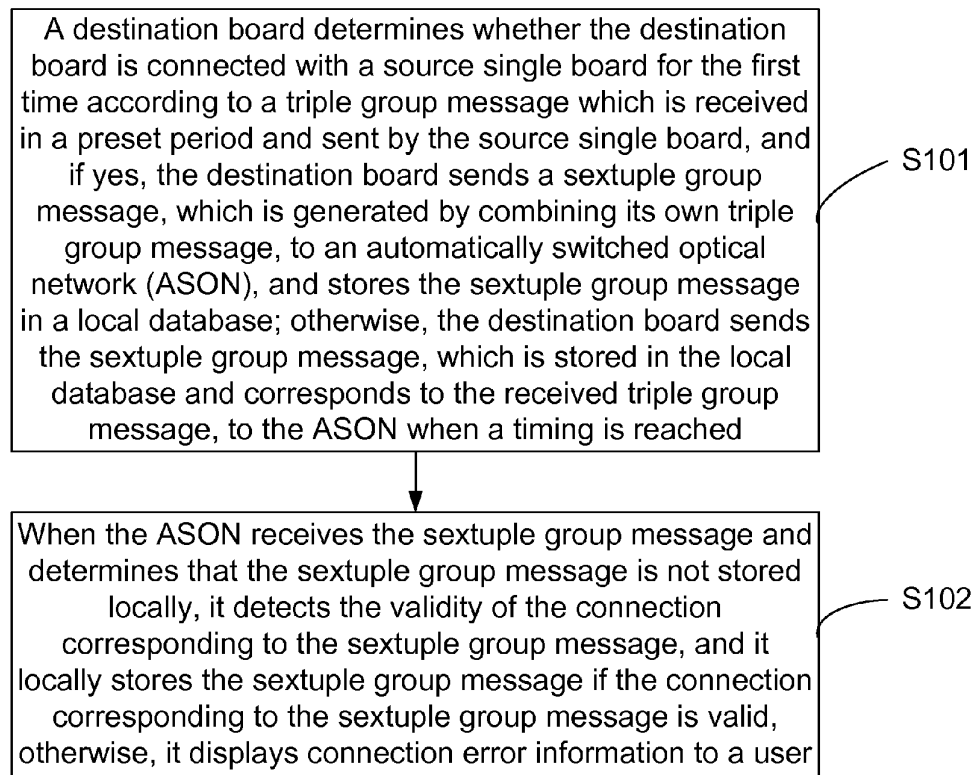 A destination board determines whether the destination
board is connected with a source single board for the first
time according to a triple group message which is received
in a preset period and sent by the source single board, and
if yes, the destination board sends a sextuple group
message, which is generated by combining its own triple
group message, to an automatically switched optical
network (ASON), and stores the sextuple group message
in a local database; otherwise, the destination board sends
the sextuple group message, which is stored in the local
database and corresponds to the received triple group
message, to the ASON when a timing is reached
S101
When the ASON receives the sextuple group message and
determines that the sextuple group message is not stored
locally, it detects the validity of the connection
corresponding to the sextuple group message, and it
locally stores the sextuple group message if the connection
corresponding to the sextuple group message is valid,
otherwise, it displays connection error information to a user
S102